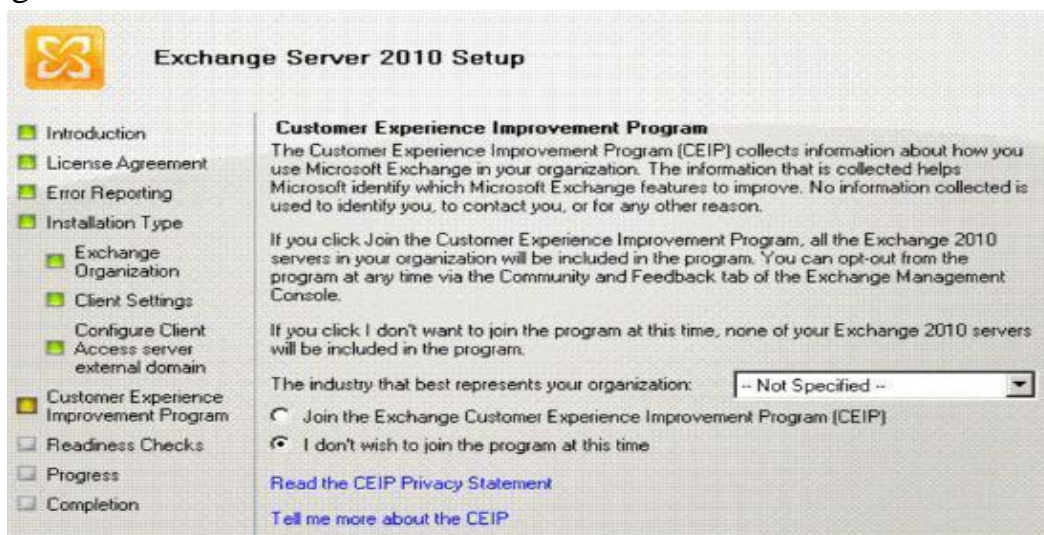 Exchange Server 2010 Setup
Introduction
License Agreement
Error Reporting
Installation Type
Exchange
Organization
Client Settings
Configure Client
Access server
external domain
Customer Experience
Improvement Program
Readiness Checks
Progress
Completion
Customer Experience Improvement Program
The Customer Experience Improvement Program (CEIP) collects information about how you
use Microsoft Exchange in your organization. The information that is collected helps
Microsoft identify which Microsoft Exchange features to improve. No information collected is
used to identify you, to contact you, or for any other reason.
If you click Join the Customer Experience Improvement Program, all the Exchange 2010
servers in your organization will be included in the program. You can opt-out from the
program at any time via the Community and Feedback tab of the Exchange Management
Console.
If you click I don't want to join the program at this time, none of your Exchange 2010 servers
will be included in the program.
The industry that best represents your organization: -- Not Specified --
Join the Exchange Customer Experience Improvement Program (CEIP)
I don't wish to join the program at this time
Read the CEIP Privacy Statement
Tell me more about the CEIP